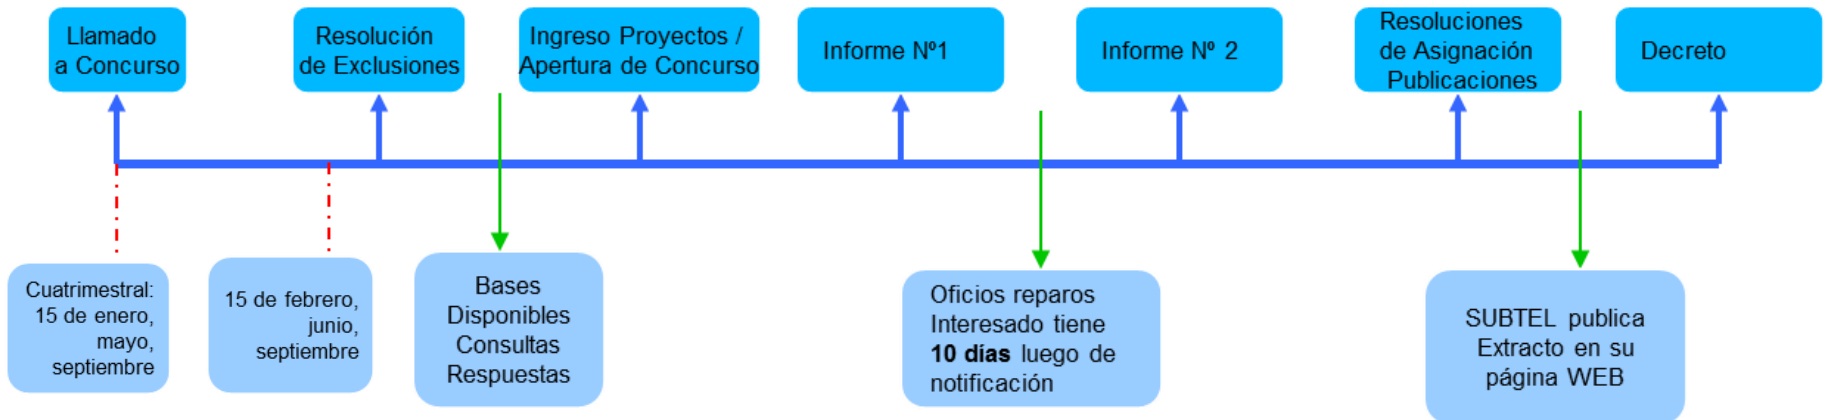 Llamado
a Concurso
Resolución
de Exclusiones
Ingreso Proyectos /
Apertura de Concurso
Informe Nº1
Informe Nº 2
Resoluciones
de Asignación
Publicaciones
Decreto
Cuatrimestral:
15 de enero,
mayo,
septiembre
15 de febrero,
junio,
septiembre
Bases
Disponibles
Consultas
Respuestas
Oficios reparos
Interesado tiene
10 días luego de
notificación
SUBTEL publica
Extracto en su
página WEB